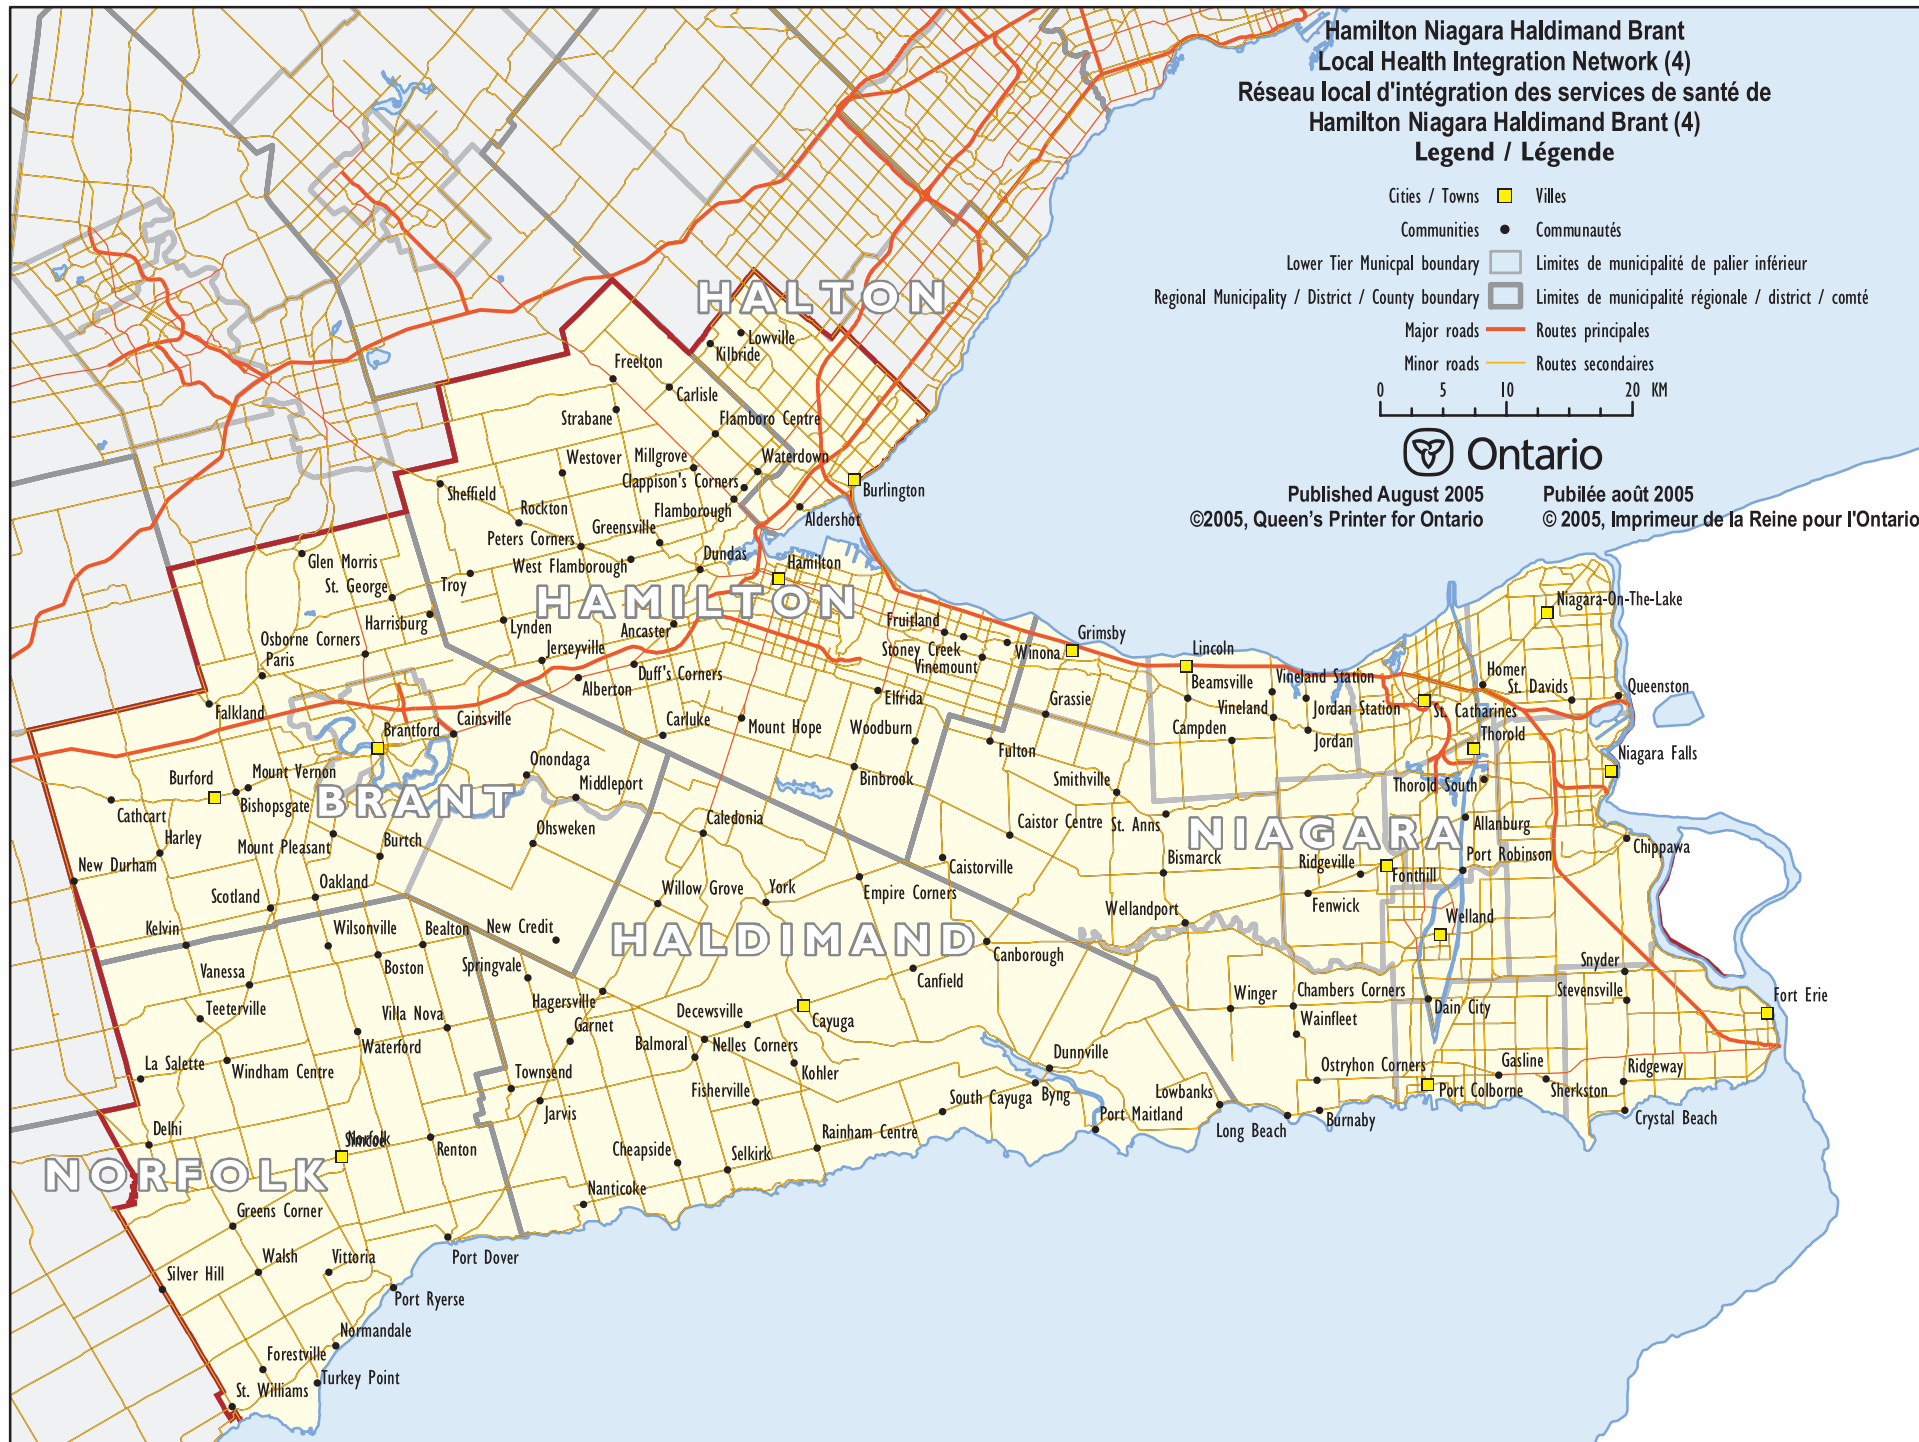 Hamilton Niagara Haldimand Brant
Local Health Integration Network (4)
Réseau local d'intégration des services de santé de
Hamilton Niagara Haldimand Brant (4)
Legend / Légende
Cities / Towns Villes
Communities Communautés
Lower Tier Municpal boundary Limites de municipalité de palier inférieur
Regional Municipality / District / County boundary Limites de municipalité régionale / district / comté
Major roads Routes principales
Minor roads Routes secondaires
0 5 10 20 KM
Ontario
Published August 2005 Pubilée août 2005
©2005, Queen's Printer for Ontario © 2005, Imprimeur de la Reine pour l'Ontario
HALTON
Lowville
Kilbride
Freelton
Carlisle
Strabane
Flamboro Centre
Westover
Millgrove
Waterdown
Clappison's Corners
Sheffield
Burlington
Rockton
Flamborough
Aldershot
Greensville
Peters Corners
Glen Morris
West Flamborough
Dundas
Hamilton
St. George
Troy
HAMILTON
Niagara-On-The-Lake
Harrisburg
Lynden
Ancaster
Fruitland
Osborne Corners
Jerseyville
Stoney Creek
Winona
Grimsby
Lincoln
Paris
Vinemount
Duff's Corners
Homer
Alberton
Beamsville
Vineland Station
St. Davids
Queenston
Elfrida
Grassie
Falkland
Cainsville
Vineland
Jordan Station
St. Catharines
Brantford
Carluke
Mount Hope
Woodburn
Campden
Jordan
Thorold
Fulton
Niagara Falls
Onondaga
Burford
Mount Vernon
Binbrook
Smithville
Thorold South
Middleport
BRANT
Bishopsgate
Cathcart
Caledonia
Caistor Centre
St. Anns
Allanburg
Ohsweken
NIAGARA
Harley
Mount Pleasant
Burtch
Chippawa
New Durham
Caistorville
Bismarck
Ridgeville
Port Robinson
Fonthill
Oakland
Willow Grove
York
Empire Corners
Scotland
Fenwick
Wellandport
Welland
Kelvin
Wilsonville
Bealton
New Credit
HALDIMAND
Canborough
Boston
Springvale
Canfield
Snyder
Vanessa
Hagersville
Winger
Chambers Corners
Stevensville
Fort Erie
Teeterville
Villa Nova
Decewsville
Cayuga
Dain City
Garnet
Wainfleet
Waterford
Balmoral
Nelles Corners
Dunnville
La Salette
Windham Centre
Townsend
Kohler
Ostryhon Corners
Gasline
Ridgeway
Fisherville
South Cayuga
Byng
Lowbanks
Port Colborne
Sherkston
Jarvis
Port Maitland
Long Beach
Burnaby
Crystal Beach
Delhi
Norfolk
Simcoe
Renton
Rainham Centre
Cheapside
Selkirk
NORFOLK
Nanticoke
Greens Corner
Walsh
Vittoria
Port Dover
Silver Hill
Port Ryerse
Normandale
Forestville
Turkey Point
St. Williams